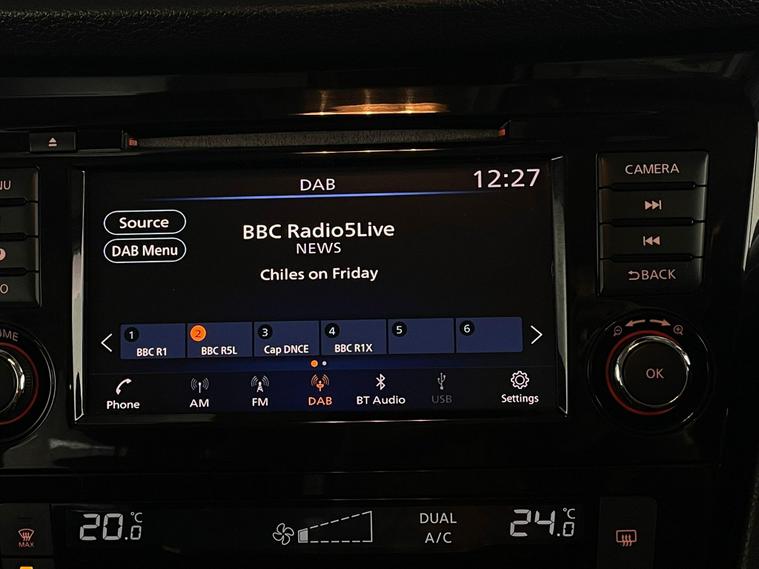 DAB 12:27
CAMERA
Source
BBC Radio5Live
DAB Menu
NEWS
Chiles on Friday
BACK
1 2 3 4 5 6
BBC R1 BBC R5L Cap DNCE BBC R1X
OK
Phone AM FM DAB BT Audio USB Settings
20.0 °C
DUAL
A/C
24.0 °C
MAX